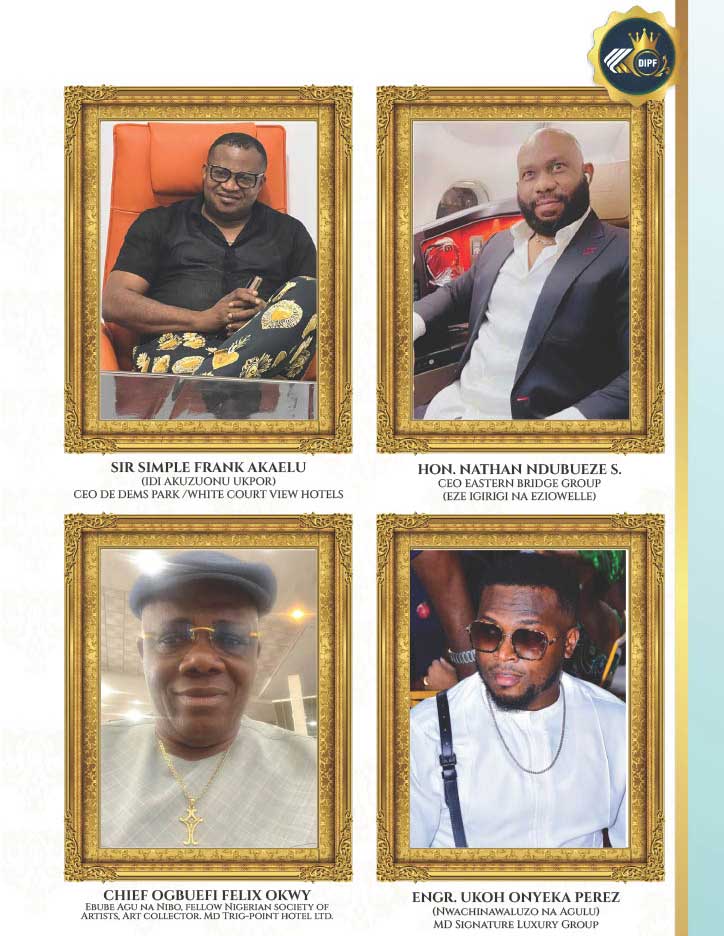 DIPF
SIR SIMPLE FRANK AKAELU
(IDI AKUZUONU UKPOR)
CEO DE DEMS PARK /WHITE COURT VIEW HOTELS
HON. NATHAN NDUBUEZE S.
CEO EASTERN BRIDGE GROUP
(EZE IGIRIGI NA EZIOWELLE)
CHIEF OGBUEFI FELIX OKWY
EBUBE AGU NA NIBO, FELLOW NIGERIAN SOCIETY OF
ARTISTS, ART COLLECTOR. MD TRIG-POINT HOTEL LTD.
ENGR. UKOH ONYEKA PEREZ
(NWACHINAWALUZO NA AGULU)
MD SIGNATURE LUXURY GROUP